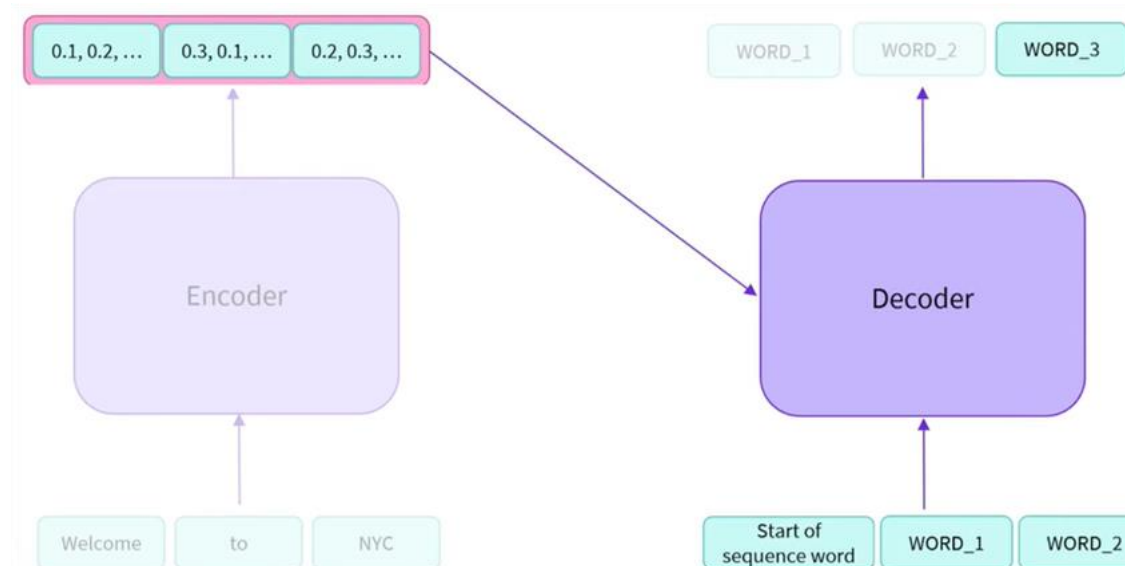 0.1, 0.2, ...
0.3, 0.1, ...
0.2, 0.3, ...
WORD_1
WORD_2
WORD_3
Encoder
Decoder
Welcome
to
NYC
Start of
sequence word
WORD_1
WORD_2